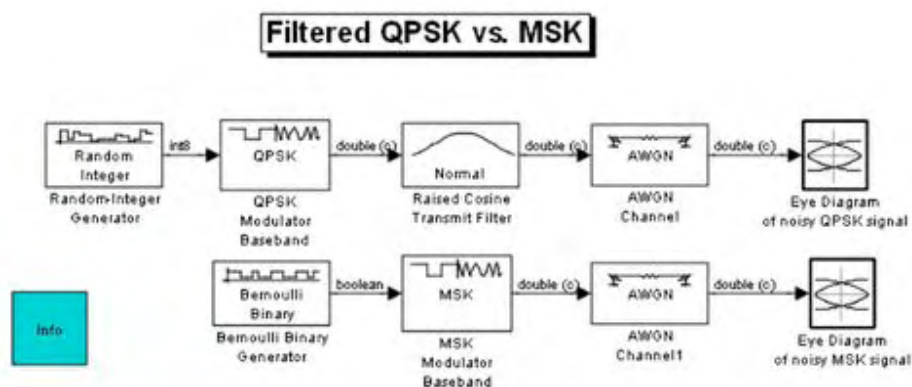 Filtered QPSK vs. MSK
Random
Integer
int8
QPSK
double (c)
Normal
double (c)
AWGN
double (c)
Random-Integer
Generator
QPSK
Modulator
Baseband
Raised Cosine
Transmit Filter
AWGN
Channel
Eye Diagram
of noisy QPSK signal
Bernoulli
Binary
boolean
MSK
double (c)
AWGN
double (c)
Info
Bernoulli Binary
Generator
MSK
Modulator
Baseband
AWGN
Channel1
Eye Diagram
of noisy MSK signal